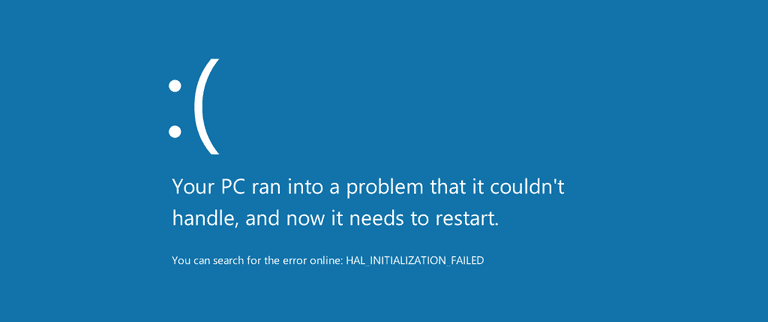 :(
Your PC ran into a problem that it couldn't
handle, and now it needs to restart.
You can search for the error online: HAL_INITIALIZATION_FAILED